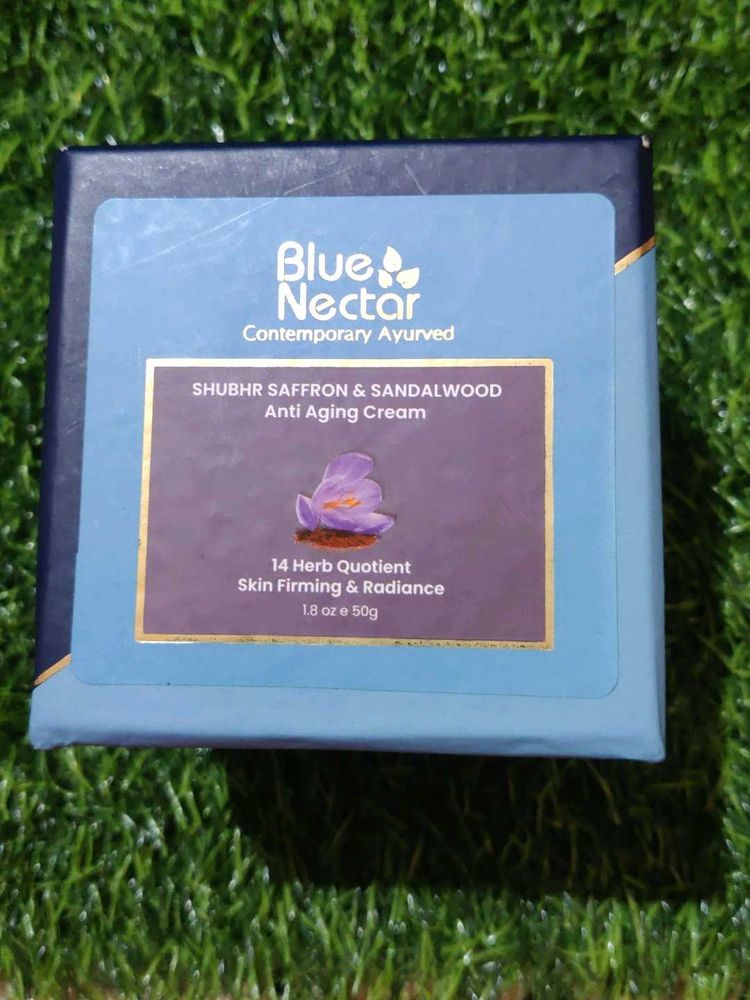 Blue
Nectar
Contemporary Ayurved
SHUBHR SAFFRON & SANDALWOOD
Anti Aging Cream
14 Herb Quotient
Skin Firming & Radiance
1.8 oz e 50g